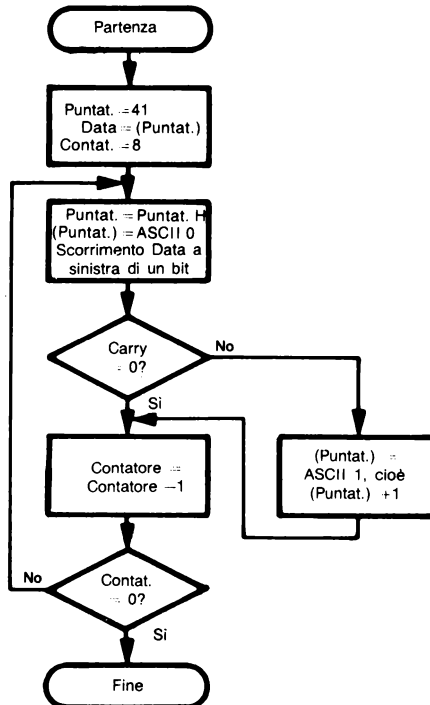 Partenza
Puntat. = 41
Data = (Puntat.)
Contat. = 8
Puntat. = Puntat. H
(Puntat.) = ASCII 0
Scorrimento Data a
sinistra di un bit
Carry
= 0?
No
Si
Contatore =
Contatore −1
(Puntat.) =
ASCII 1, cioè
(Puntat.) +1
Contat.
= 0?
No
Si
Fine